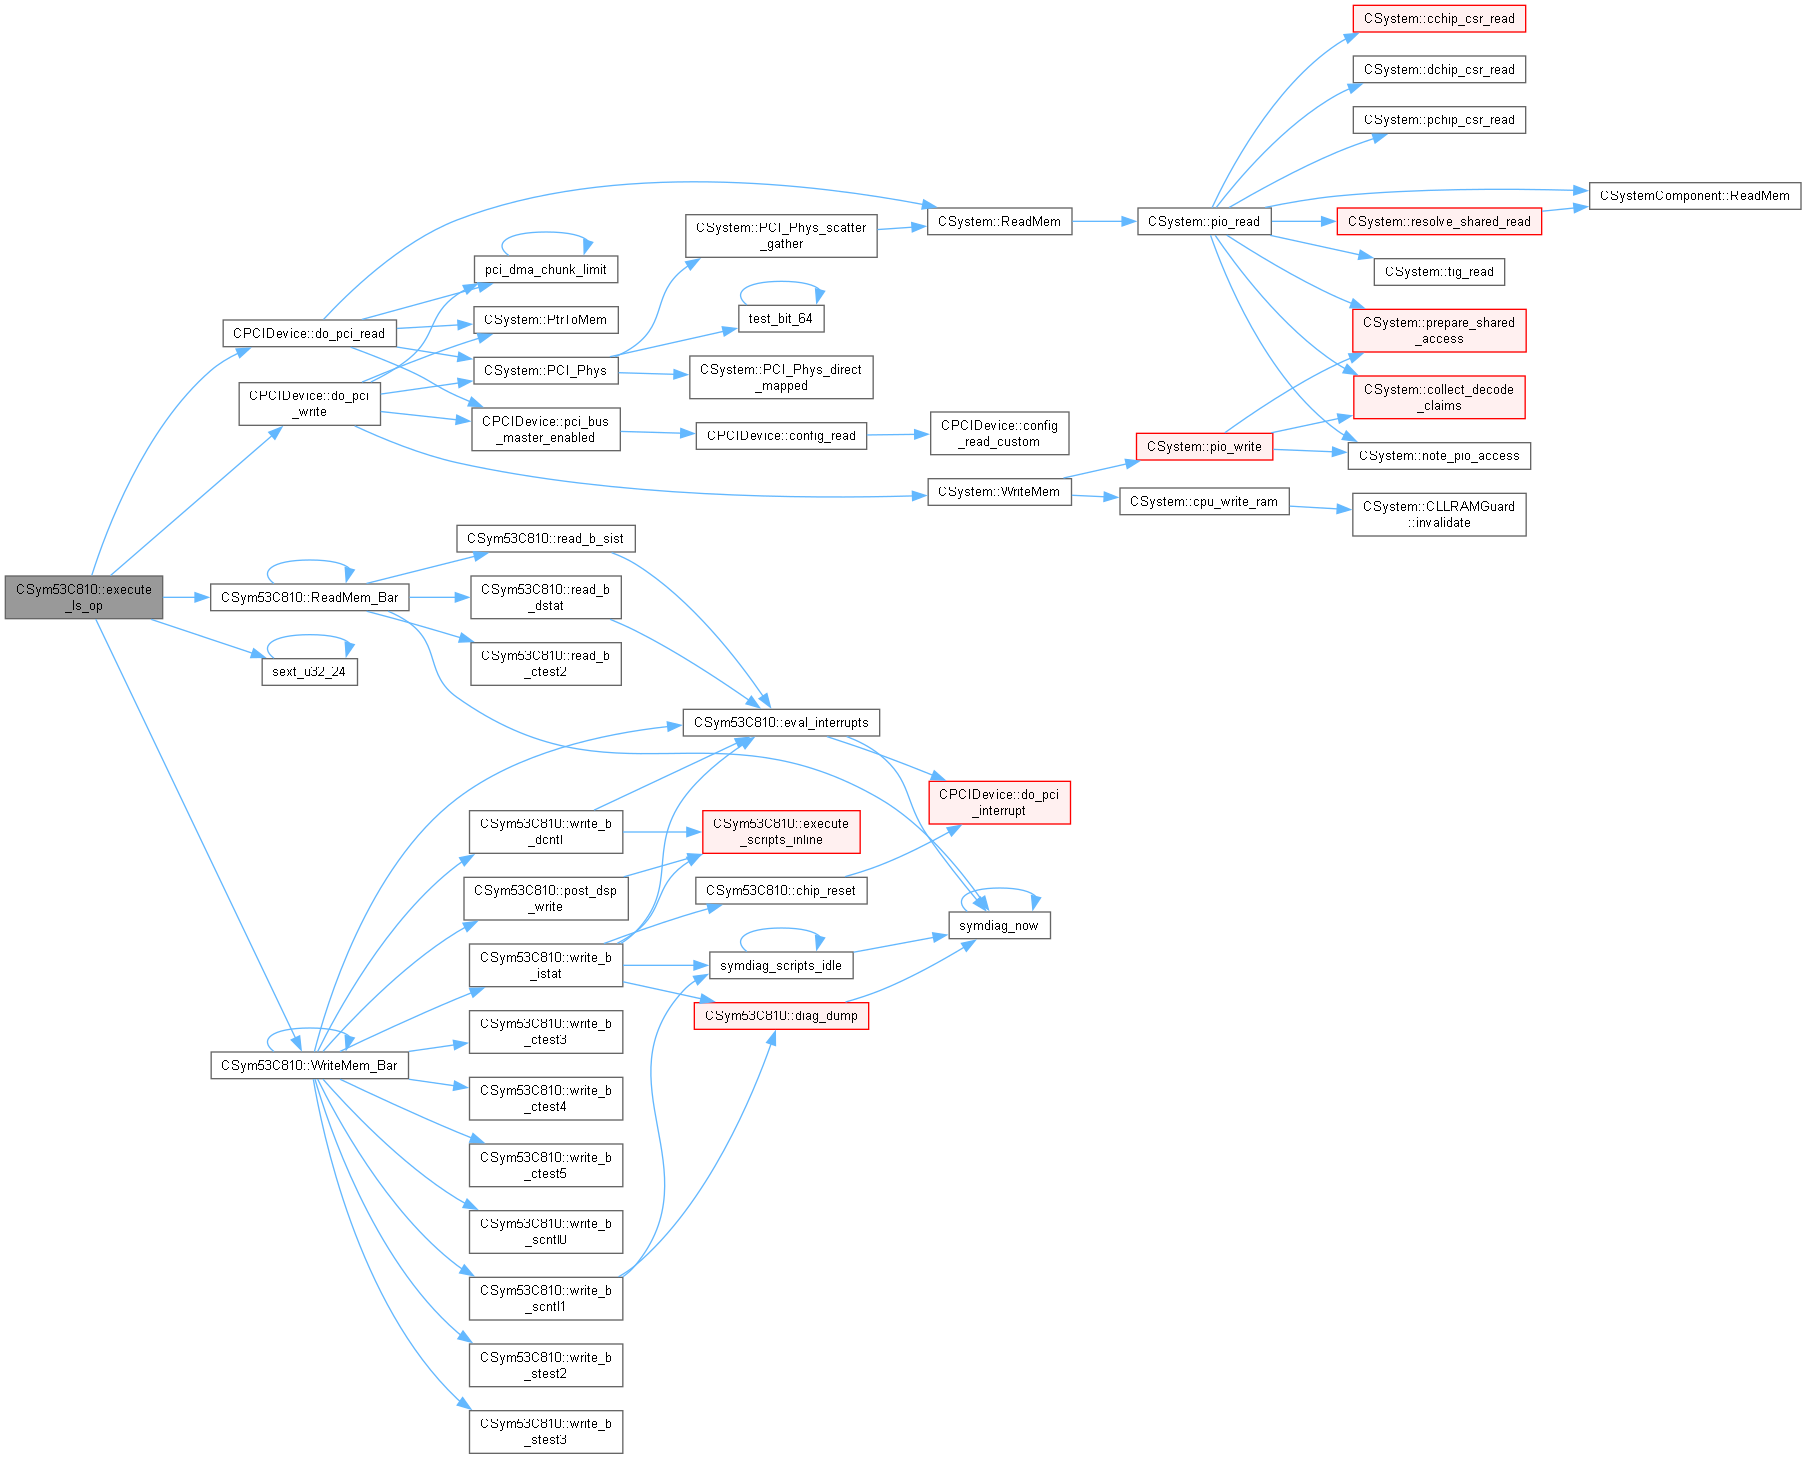 CSystem::cchip_csr_read
CSystem::dchip_csr_read
CSystem::pchip_csr_read
CSystemComponent::ReadMem
CSystem::PCI_Phys_scatter
_gather
CSystem::ReadMem
CSystem::pio_read
CSystem::resolve_shared_read
pci_dma_chunk_limit
CSystem::tig_read
CPCIDevice::do_pci_read
CSystem::PtrToMem
test_bit_64
CSystem::prepare_shared
_access
CSystem::PCI_Phys
CSystem::PCI_Phys_direct
_mapped
CPCIDevice::do_pci
_write
CSystem::collect_decode
_claims
CPCIDevice::pci_bus
_master_enabled
CPCIDevice::config_read
CPCIDevice::config
_read_custom
CSystem::pio_write
CSystem::note_pio_access
CSystem::WriteMem
CSystem::cpu_write_ram
CSystem::CLLRAMGuard
::invalidate
CSym53C810::read_b_sist
CSym53C810::execute
_ls_op
CSym53C810::ReadMem_Bar
CSym53C810::read_b
_dstat
sext_u32_24
CSym53C810::read_b
_ctest2
CSym53C810::eval_interrupts
CPCIDevice::do_pci
_interrupt
CSym53C810::write_b
_dcntl
CSym53C810::execute
_scripts_inline
CSym53C810::post_dsp
_write
CSym53C810::chip_reset
symdiag_now
CSym53C810::write_b
_istat
symdiag_scripts_idle
CSym53C810::diag_dump
CSym53C810::write_b
_ctest3
CSym53C810::WriteMem_Bar
CSym53C810::write_b
_ctest4
CSym53C810::write_b
_ctest5
CSym53C810::write_b
_scntl0
CSym53C810::write_b
_scntl1
CSym53C810::write_b
_stest2
CSym53C810::write_b
_stest3